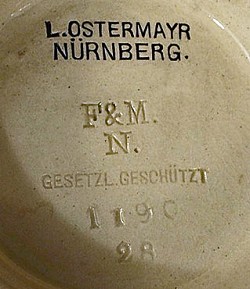 L.OSTERMAYR
NÜRNBERG.
F&M.
N.
GESETZL.GESCHÜTZT
1190
28